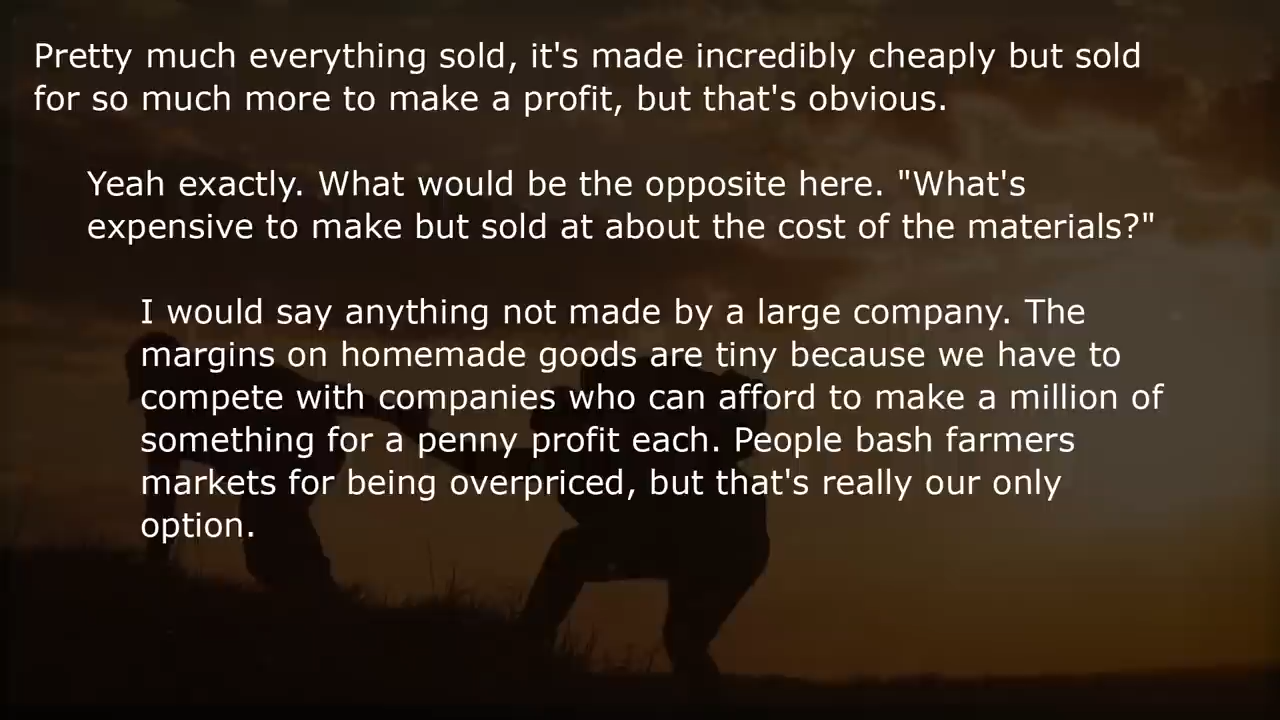 Pretty much everything sold, it's made incredibly cheaply but sold
for so much more to make a profit, but that's obvious.
Yeah exactly. What would be the opposite here. "What's
expensive to make but sold at about the cost of the materials?"
I would say anything not made by a large company. The
margins on homemade goods are tiny because we have to
compete with companies who can afford to make a million of
something for a penny profit each. People bash farmers
markets for being overpriced, but that's really our only
option.